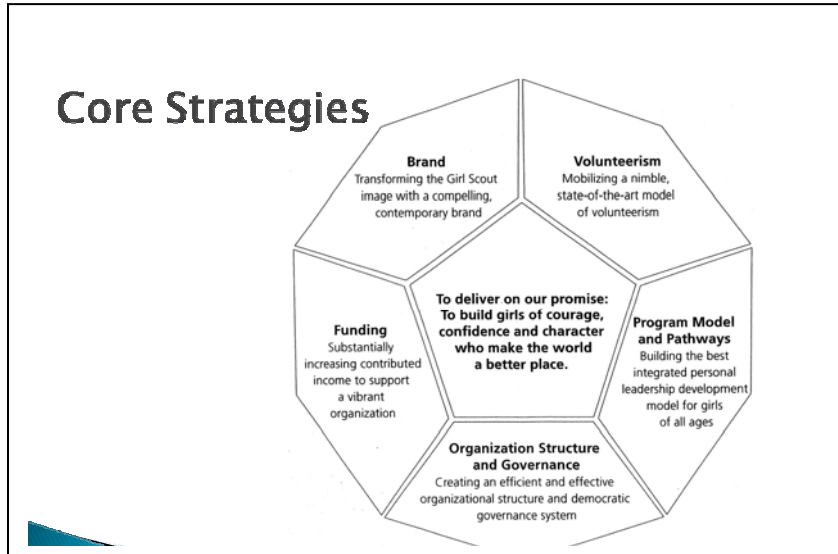 Core Strategies
Brand
Transforming the Girl Scout
image with a compelling,
contemporary brand
Volunteerism
Mobilizing a nimble,
state-of-the-art model
of volunteerism
Funding
Substantially
increasing contributed
income to support
a vibrant
organization
To deliver on our promise:
To build girls of courage,
confidence and character
who make the world
a better place.
Program Model
and Pathways
Building the best
integrated personal
leadership development
model for girls
of all ages
Organization Structure
and Governance
Creating an efficient and effective
organizational structure and democratic
governance system